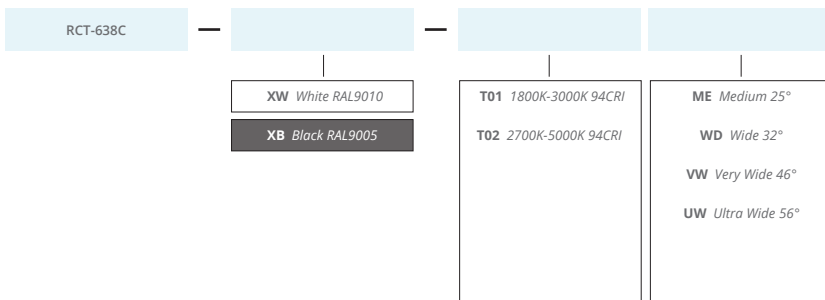 RCT-638C — —
XW White RAL9010
XB Black RAL9005
T01 1800K-3000K 94CRI
T02 2700K-5000K 94CRI
ME Medium 25°
WD Wide 32°
VW Very Wide 46°
UW Ultra Wide 56°